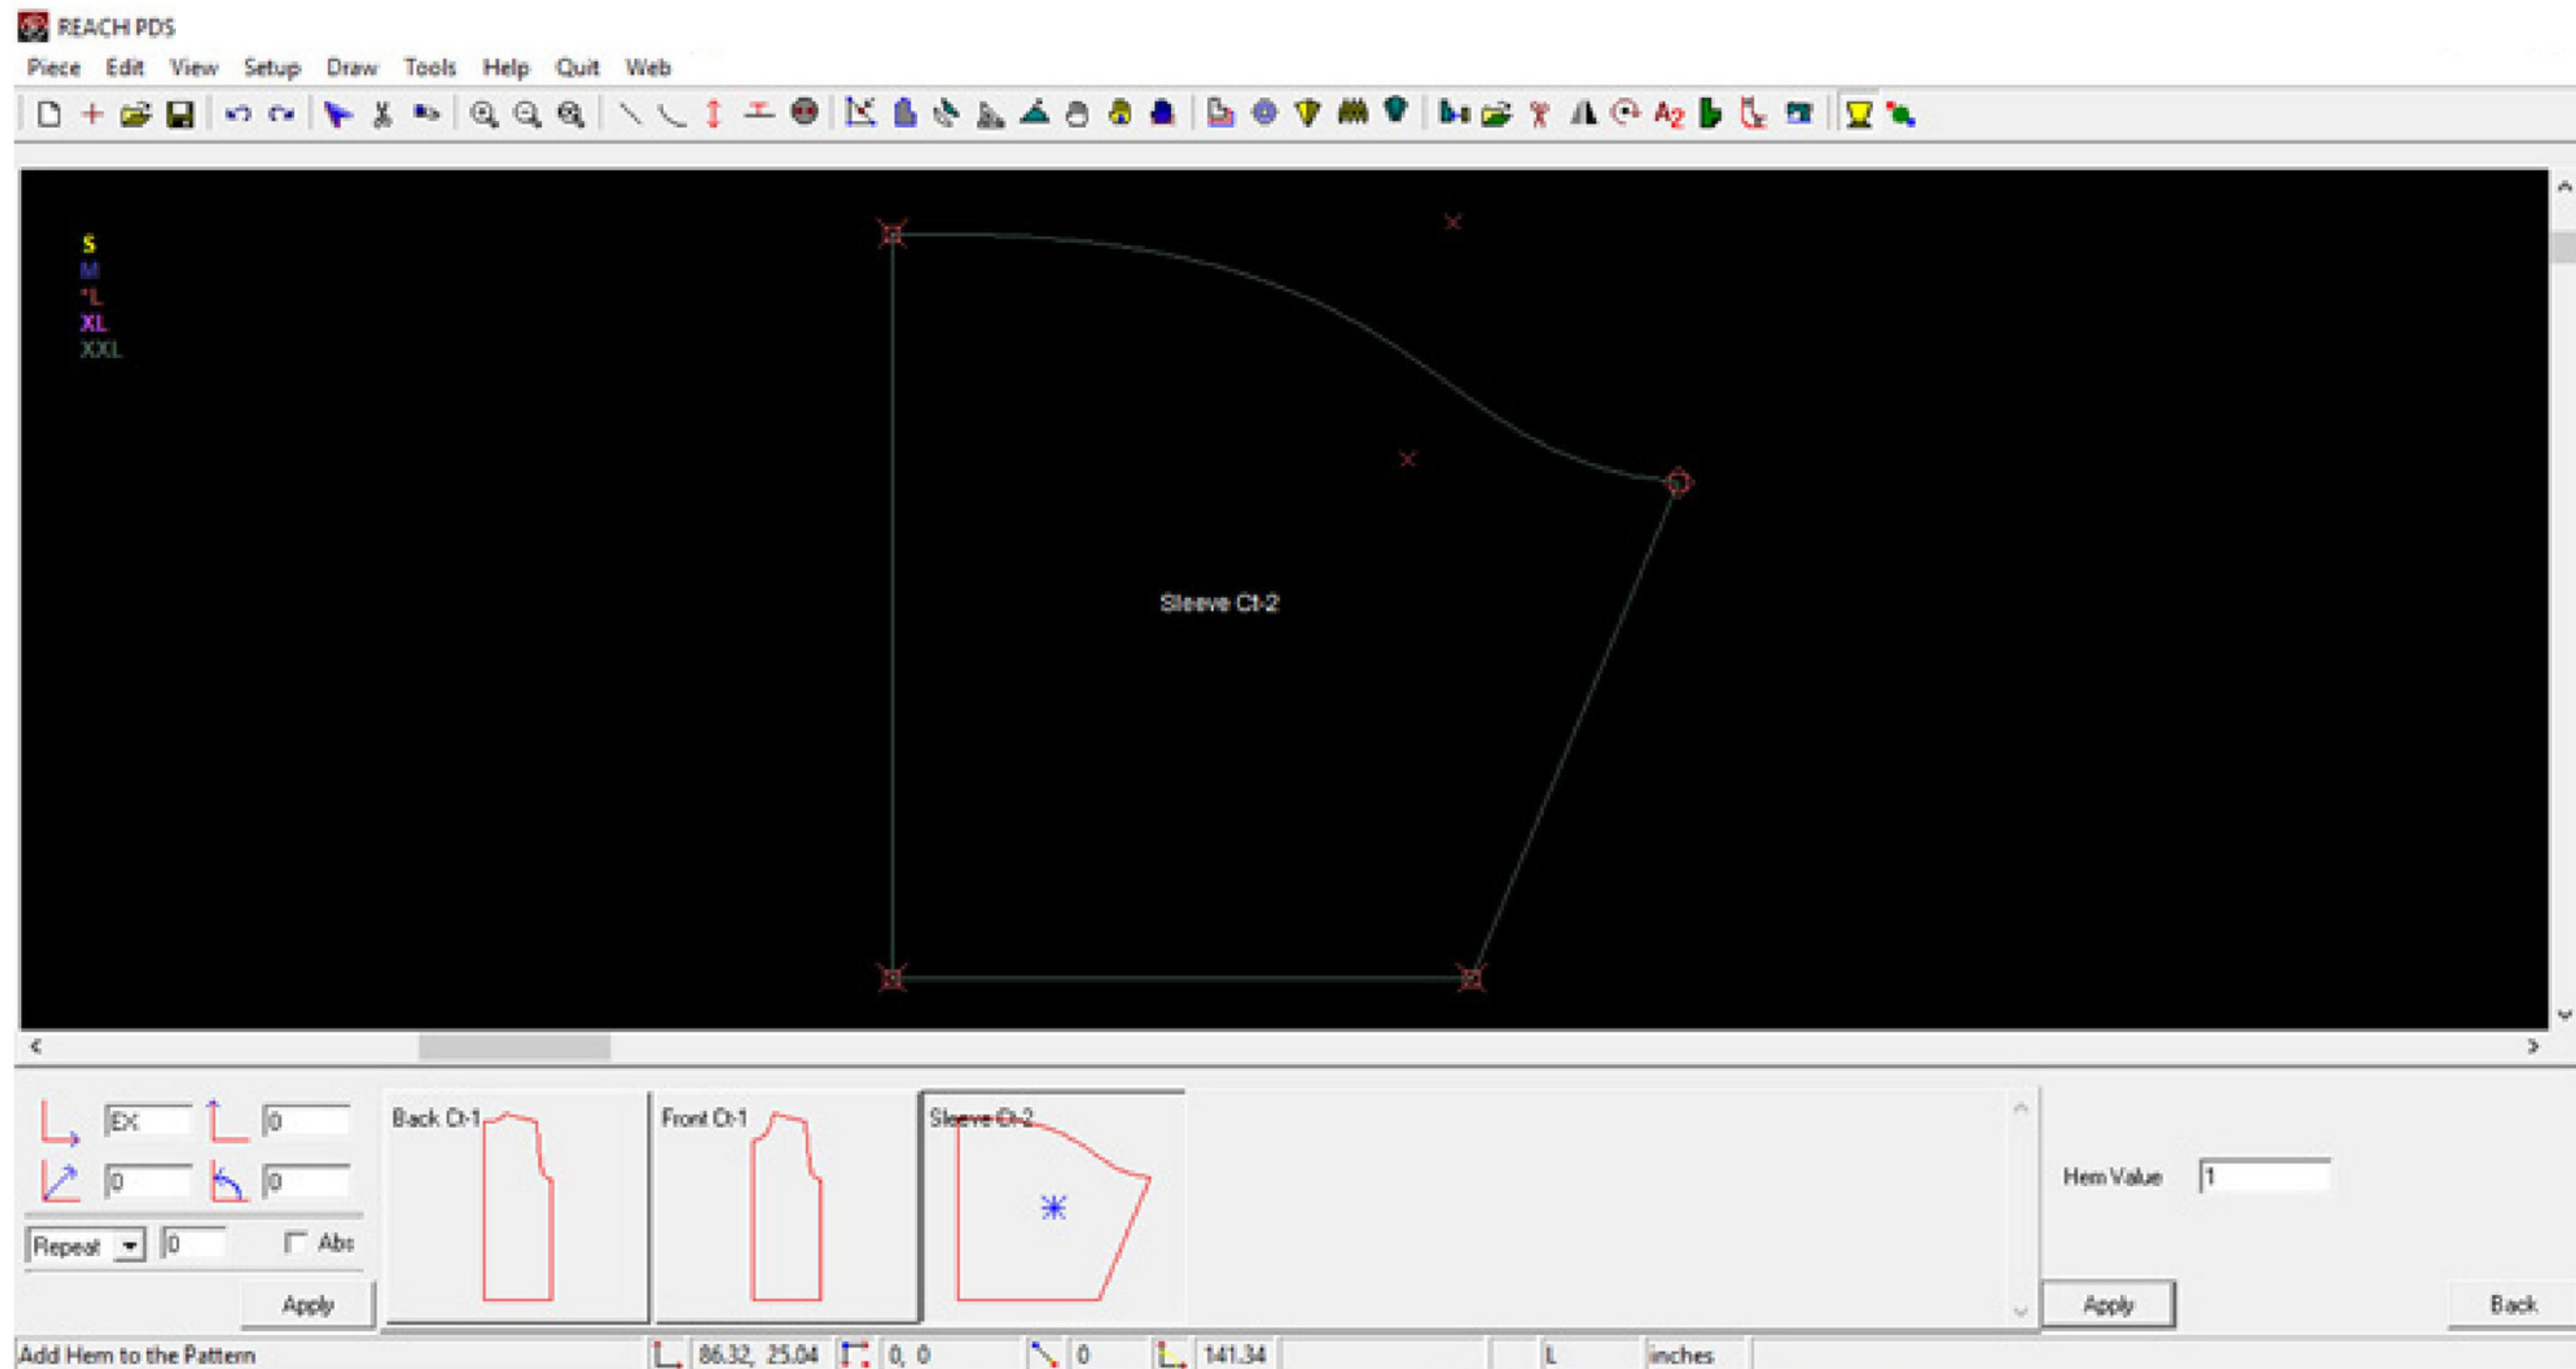 REACH PDS
Piece Edit View Setup Draw Tools Help Quit Web
S
M
*L
XL
XXL
Sleeve Ct-2
EX 0
0 0
Repeat 0 Abs
Apply
Back Ct-1
Front Ct-1
Sleeve Ct-2
Hem Value 1
Apply Back
Add Hem to the Pattern 86.32, 25.04 0, 0 0 141.34 L inches